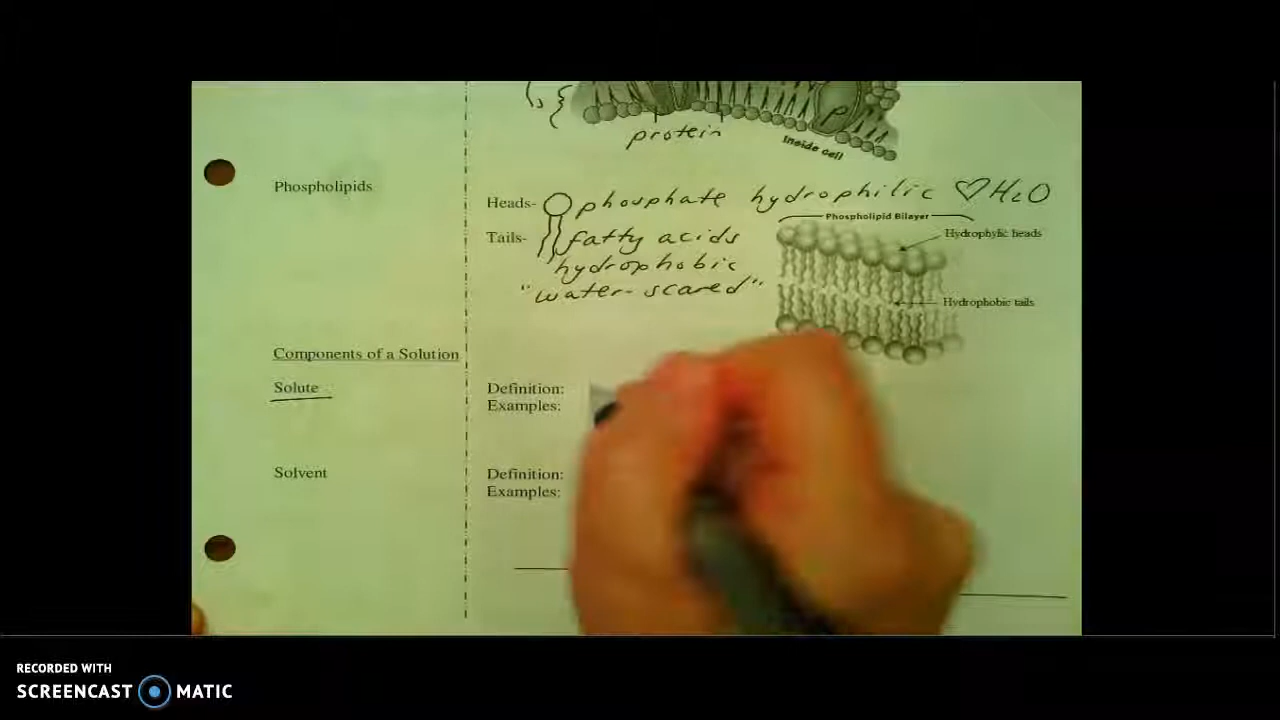 protein
Inside cell
Phospholipids
Heads- phosphate hydrophilic ♡ H2O
Phospholipid Bilayer
Tails- fatty acids
Hydrophylic heads
hydrophobic
"water-scared"
Hydrophobic tails
Components of a Solution
Solute
Definition:
Examples:
Solvent
Definition:
Examples:
RECORDED WITH
SCREENCAST MATIC